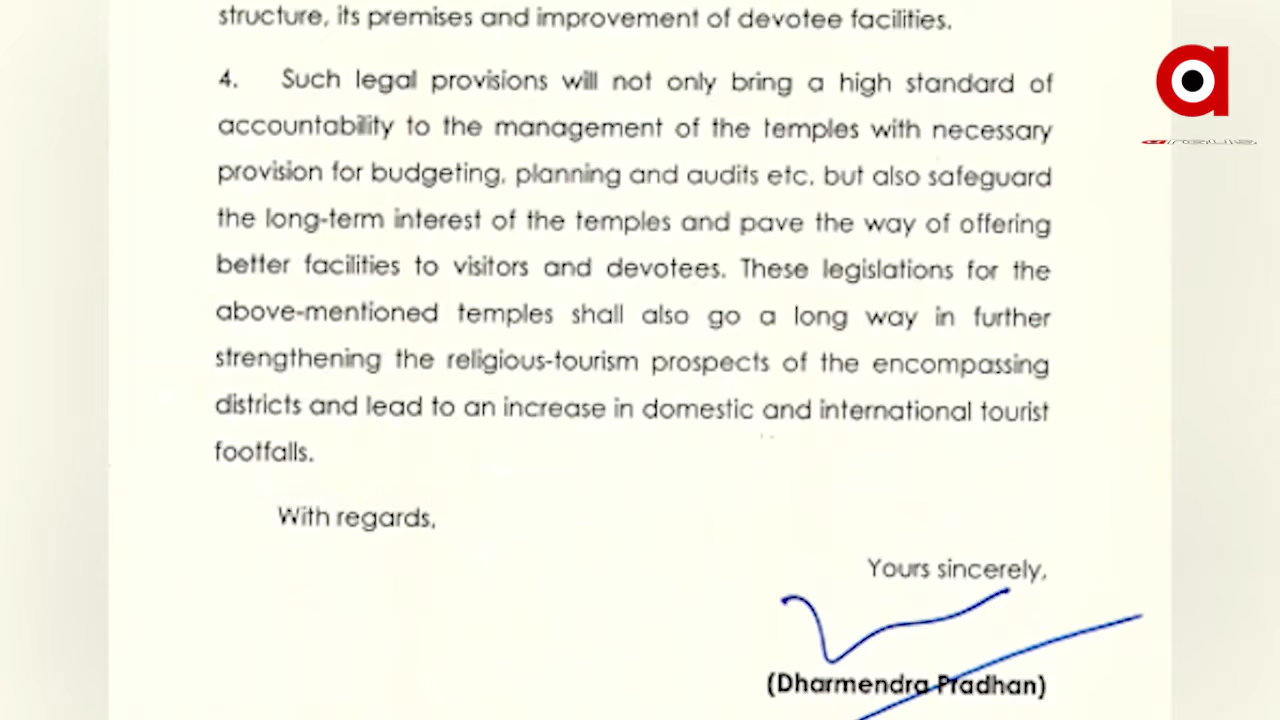 structure, its premises and improvement of devotee facilities.
4. Such legal provisions will not only bring a high standard of
accountability to the management of the temples with necessary
provision for budgeting, planning and audits etc. but also safeguard
the long-term interest of the temples and pave the way of offering
better facilities to visitors and devotees. These legislations for the
above-mentioned temples shall also go a long way in further
strengthening the religious-tourism prospects of the encompassing
districts and lead to an increase in domestic and international tourist
footfalls.
With regards,
Yours sincerely,
(Dharmendra Pradhan)